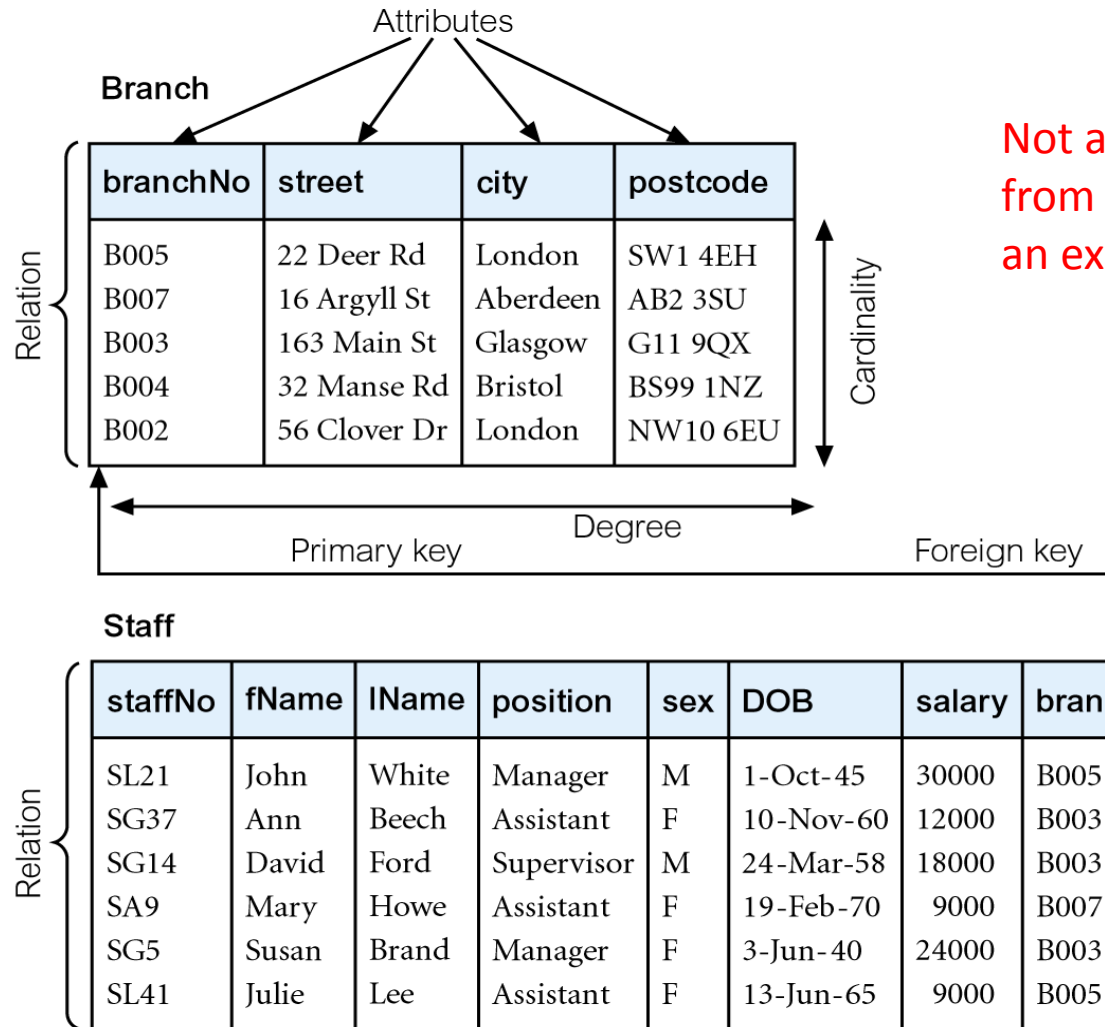 Attributes
Branch
Not a
from
an ex
branchNo street city postcode
B005 22 Deer Rd London SW1 4EH
B007 16 Argyll St Aberdeen AB2 3SU
B003 163 Main St Glasgow G11 9QX
B004 32 Manse Rd Bristol BS99 1NZ
B002 56 Clover Dr London NW10 6EU
Relation
Cardinality
Degree
Primary key Foreign key
Staff
staffNo fName lName position sex DOB salary bran
SL21 John White Manager M 1-Oct-45 30000 B005
SG37 Ann Beech Assistant F 10-Nov-60 12000 B003
SG14 David Ford Supervisor M 24-Mar-58 18000 B003
SA9 Mary Howe Assistant F 19-Feb-70 9000 B007
SG5 Susan Brand Manager F 3-Jun-40 24000 B003
SL41 Julie Lee Assistant F 13-Jun-65 9000 B005
Relation